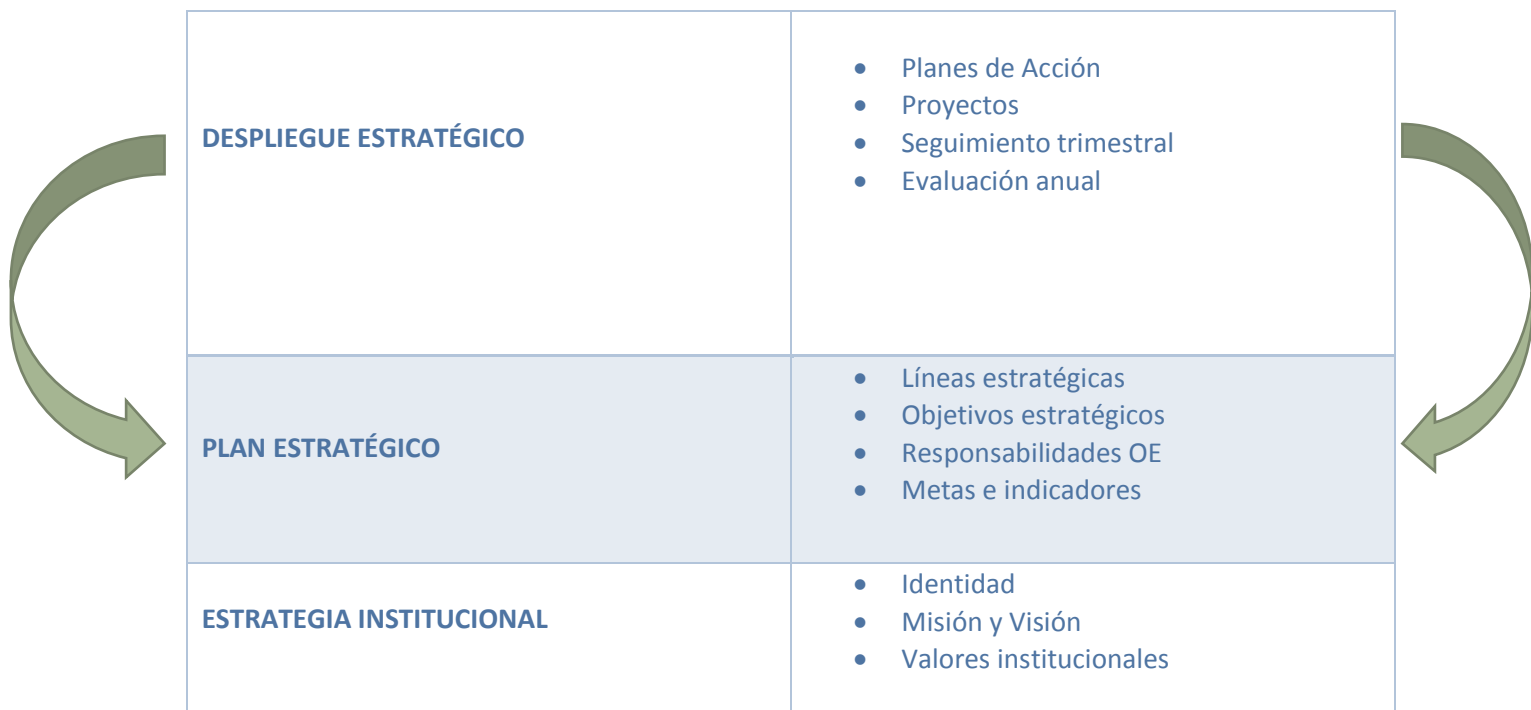 DESPLIEGUE ESTRATÉGICO
• Planes de Acción
• Proyectos
• Seguimiento trimestral
• Evaluación anual
PLAN ESTRATÉGICO
• Líneas estratégicas
• Objetivos estratégicos
• Responsabilidades OE
• Metas e indicadores
ESTRATEGIA INSTITUCIONAL
• Identidad
• Misión y Visión
• Valores institucionales